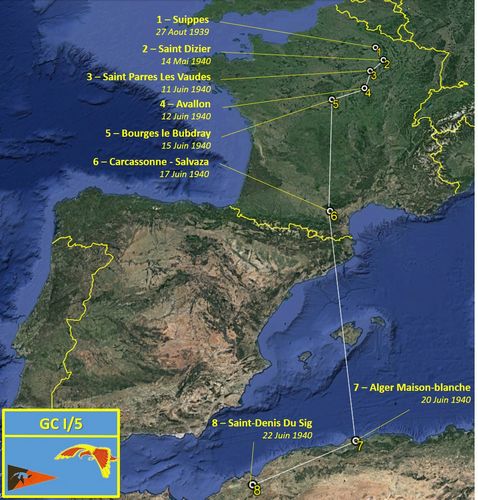 1 – Suippes
27 Aout 1939
2 – Saint Dizier
14 Mai 1940
3 – Saint Parres Les Vaudes
11 Juin 1940
4 – Avallon
12 Juin 1940
5 – Bourges le Bubdray
15 Juin 1940
6 – Carcassonne - Salvaza
17 Juin 1940
1
2
3
4
5
6
7 – Alger Maison-blanche
20 Juin 1940
8 – Saint-Denis Du Sig
22 Juin 1940
7
8
GC I/5